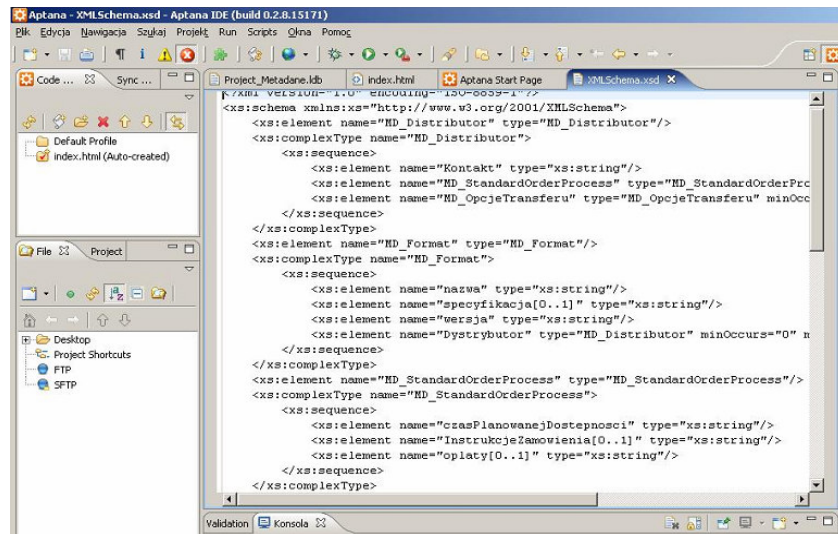 Aptana - XMLSchema.xsd - Aptana IDE (build 0.2.8.15171)
Plik Edycja Nawigacja Szukaj Projekt Run Scripts Okna Pomoc
Code ... Sync ...
Default Profile
index.html (Auto-created)
File Project
Desktop
Project Shortcuts
FTP
SFTP
Project_Metadane.ldb index.html Aptana Start Page XMLSchema.xsd
<?xml version="1.0" encoding="ISO-8859-1"?>
<xs:schema xmlns:xs="http://www.w3.org/2001/XMLSchema">
<xs:element name="MD_Distributor" type="MD_Distributor"/>
<xs:complexType name="MD_Distributor">
<xs:sequence>
<xs:element name="Kontakt" type="xs:string"/>
<xs:element name="MD_StandardOrderProcess" type="MD_StandardOrderPrc
<xs:element name="MD_OpcjeTransferu" type="MD_OpcjeTransferu" minOcc
</xs:sequence>
</xs:complexType>
<xs:element name="MD_Format" type="MD_Format"/>
<xs:complexType name="MD_Format">
<xs:sequence>
<xs:element name="nazwa" type="xs:string"/>
<xs:element name="specyfikacja[0..1]" type="xs:string"/>
<xs:element name="wersja" type="xs:string"/>
<xs:element name="Dystrybutor" type="MD_Distributor" minOccurs="0" m
</xs:sequence>
</xs:complexType>
<xs:element name="MD_StandardOrderProcess" type="MD_StandardOrderProcess"/>
<xs:complexType name="MD_StandardOrderProcess">
<xs:sequence>
<xs:element name="czasPlanowanejDostepnosci" type="xs:string"/>
<xs:element name="InstrukcjeZamowienia[0..1]" type="xs:string"/>
<xs:element name="oplaty[0..1]" type="xs:string"/>
</xs:sequence>
</xs:complexType>
Validation Konsola